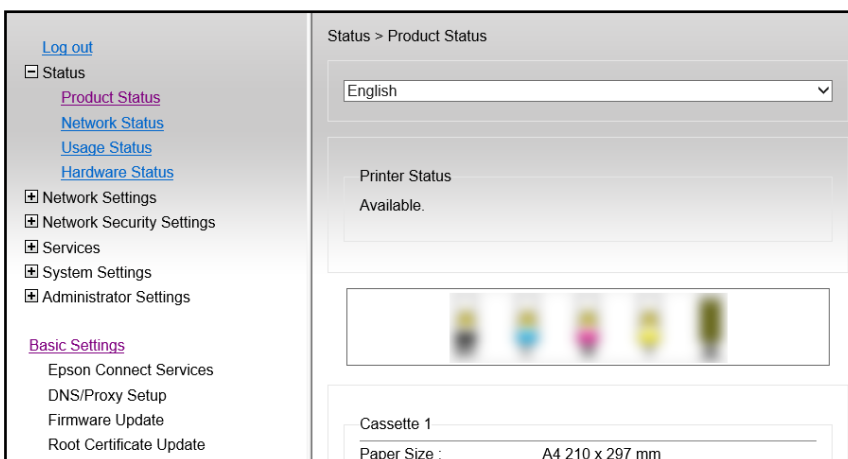 Log out
Status
Product Status
Network Status
Usage Status
Hardware Status
Network Settings
Network Security Settings
Services
System Settings
Administrator Settings
Basic Settings
Epson Connect Services
DNS/Proxy Setup
Firmware Update
Root Certificate Update
Status > Product Status
English
Printer Status
Available.
Cassette 1
Paper Size : A4 210 x 297 mm